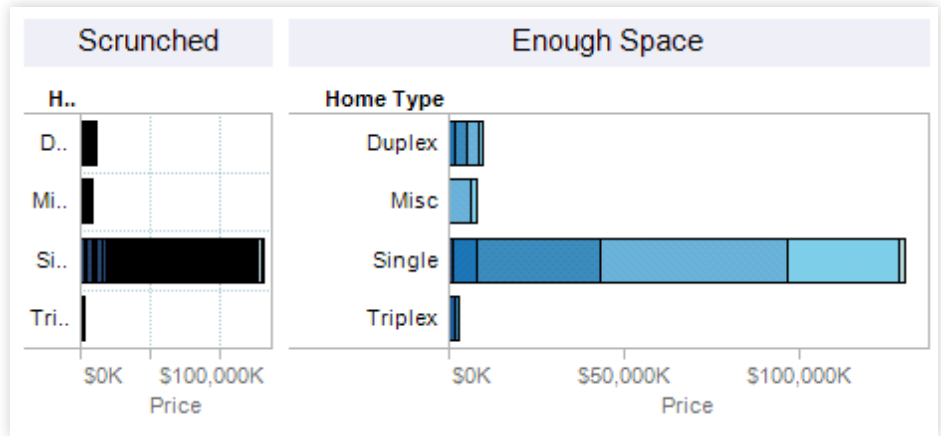 Scrunched
H..
D..
Mi..
Si..
Tri..
$0K $100,000K
Price
Enough Space
Home Type
Duplex
Misc
Single
Triplex
$0K $50,000K $100,000K
Price